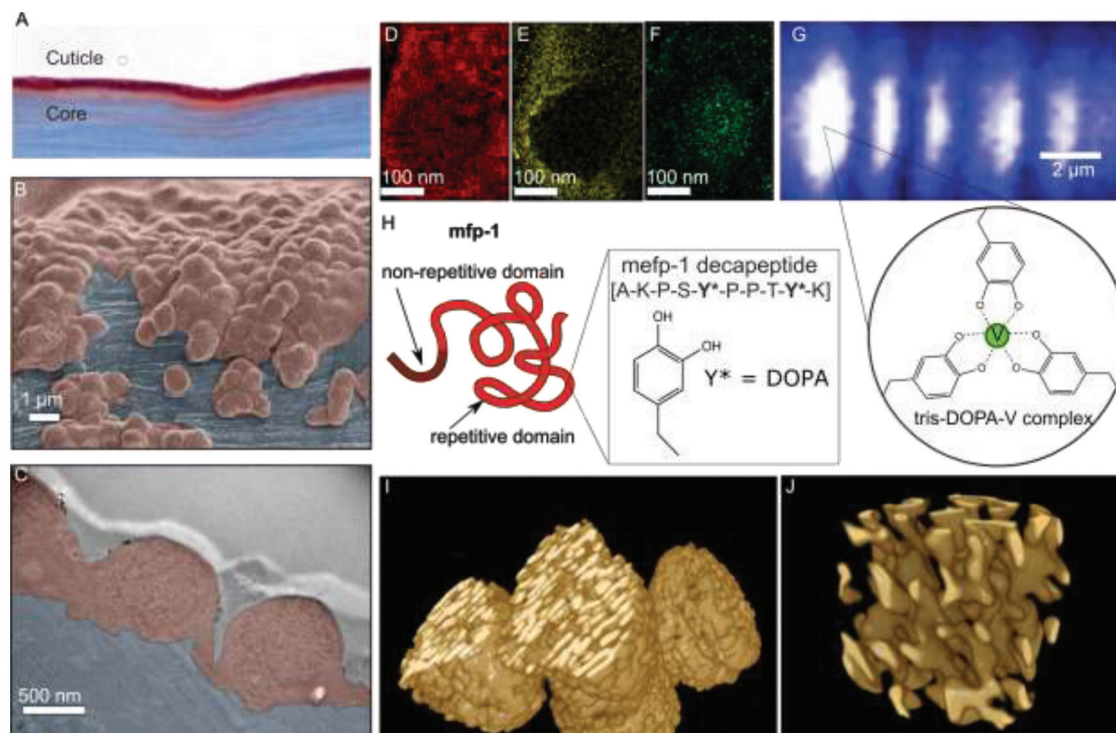 A
Cuticle
Core
B
1 µm
C
500 nm
D
100 nm
E
100 nm
F
100 nm
G
2 µm
H
mfp-1
non-repetitive domain
repetitive domain
mefp-1 decapeptide
[A-K-P-S-Y*-P-P-T-Y*-K]
OH
OH
Y* = DOPA
O
O
O
V
O
O
O
tris-DOPA-V complex
I
J